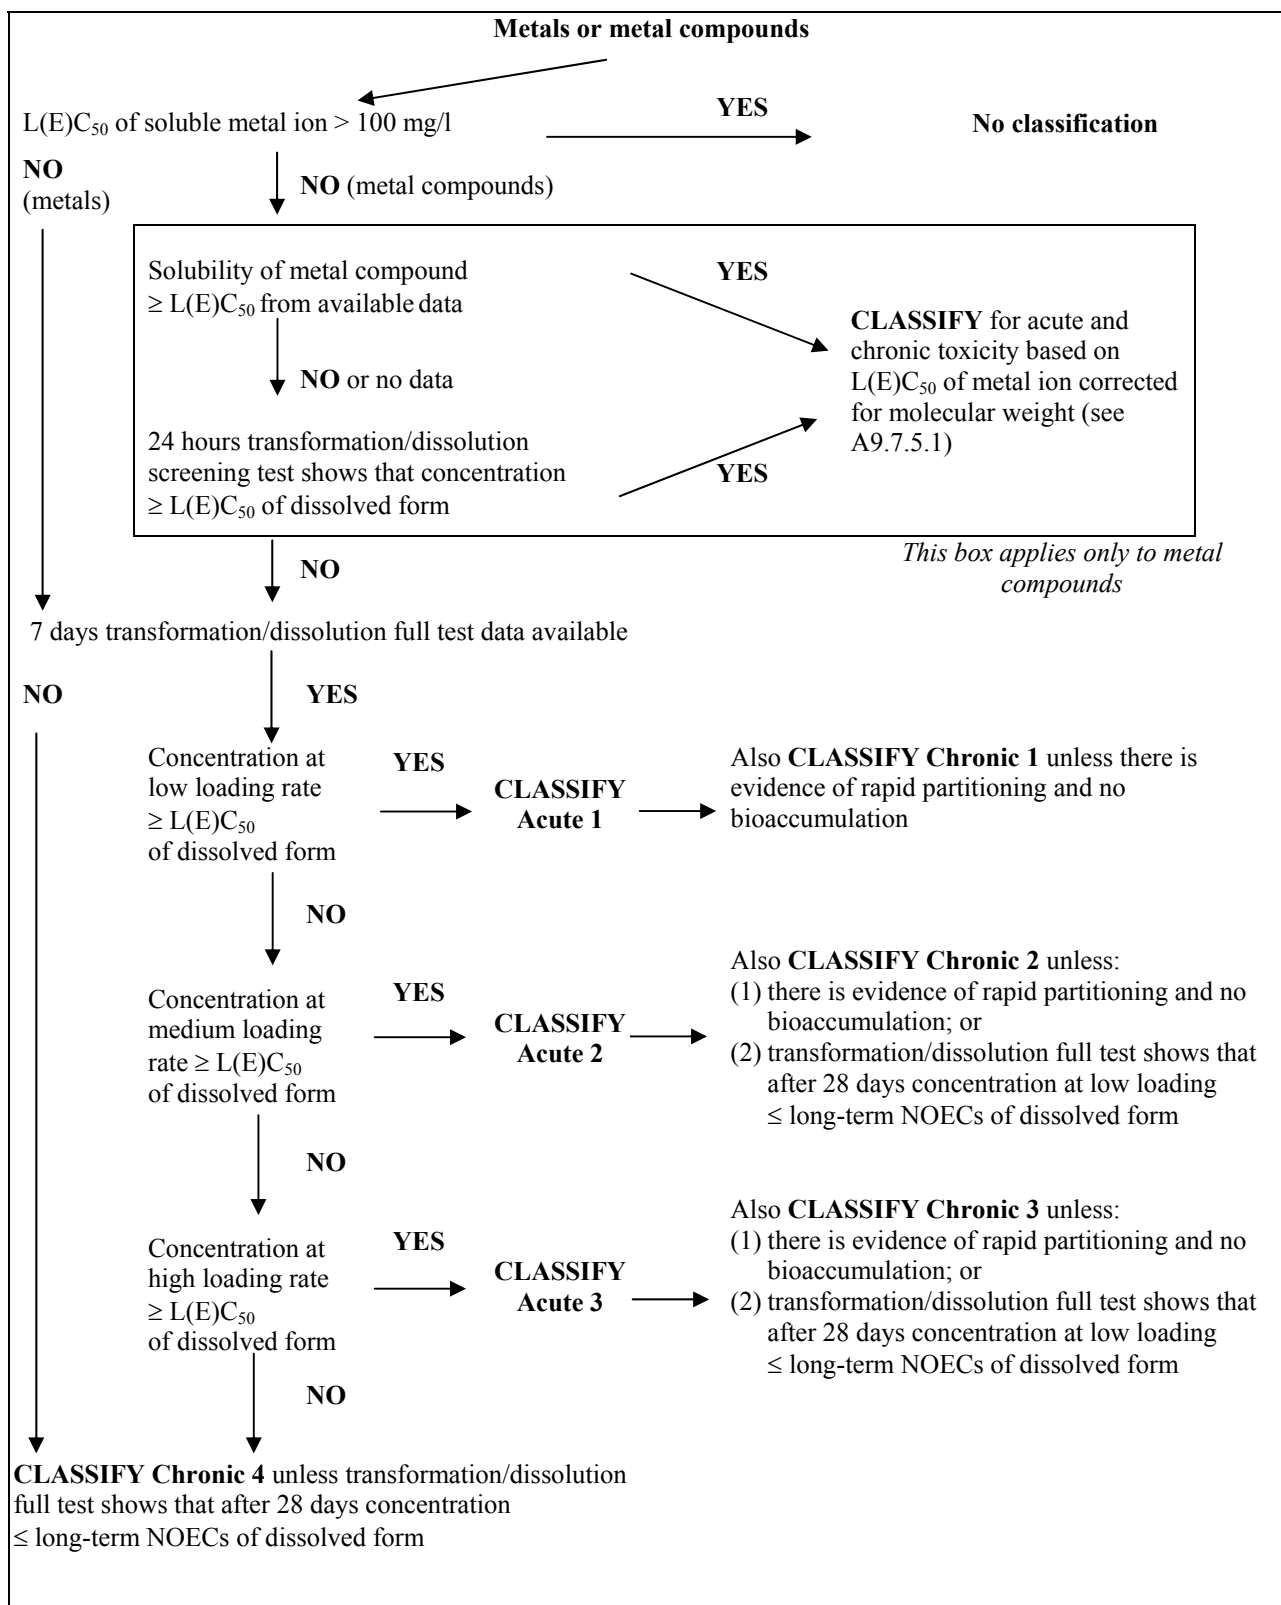 Metals or metal compounds
L(E)C50 of soluble metal ion > 100 mg/l
YES
No classification
NO
(metals)
NO (metal compounds)
Solubility of metal compound
≥ L(E)C50 from available data
YES
CLASSIFY for acute and
chronic toxicity based on
L(E)C50 of metal ion corrected
for molecular weight (see
A9.7.5.1)
NO or no data
24 hours transformation/dissolution
screening test shows that concentration
≥ L(E)C50 of dissolved form
YES
This box applies only to metal
compounds
NO
7 days transformation/dissolution full test data available
NO
YES
Concentration at
low loading rate
≥ L(E)C50
of dissolved form
YES
CLASSIFY
Acute 1
Also CLASSIFY Chronic 1 unless there is
evidence of rapid partitioning and no
bioaccumulation
NO
Concentration at
medium loading
rate ≥ L(E)C50
of dissolved form
YES
CLASSIFY
Acute 2
Also CLASSIFY Chronic 2 unless:
(1) there is evidence of rapid partitioning and no
bioaccumulation; or
(2) transformation/dissolution full test shows that
after 28 days concentration at low loading
≤ long-term NOECs of dissolved form
NO
Concentration at
high loading rate
≥ L(E)C50
of dissolved form
YES
CLASSIFY
Acute 3
Also CLASSIFY Chronic 3 unless:
(1) there is evidence of rapid partitioning and no
bioaccumulation; or
(2) transformation/dissolution full test shows that
after 28 days concentration at low loading
≤ long-term NOECs of dissolved form
NO
CLASSIFY Chronic 4 unless transformation/dissolution
full test shows that after 28 days concentration
≤ long-term NOECs of dissolved form